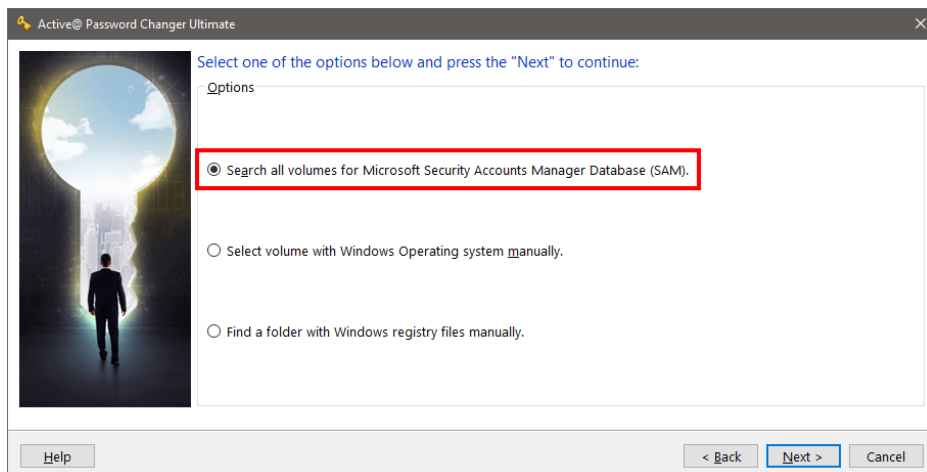 Active@ Password Changer Ultimate
Select one of the options below and press the "Next" to continue:
Options
Search all volumes for Microsoft Security Accounts Manager Database (SAM).
Select volume with Windows Operating system manually.
Find a folder with Windows registry files manually.
Help
< Back
Next >
Cancel